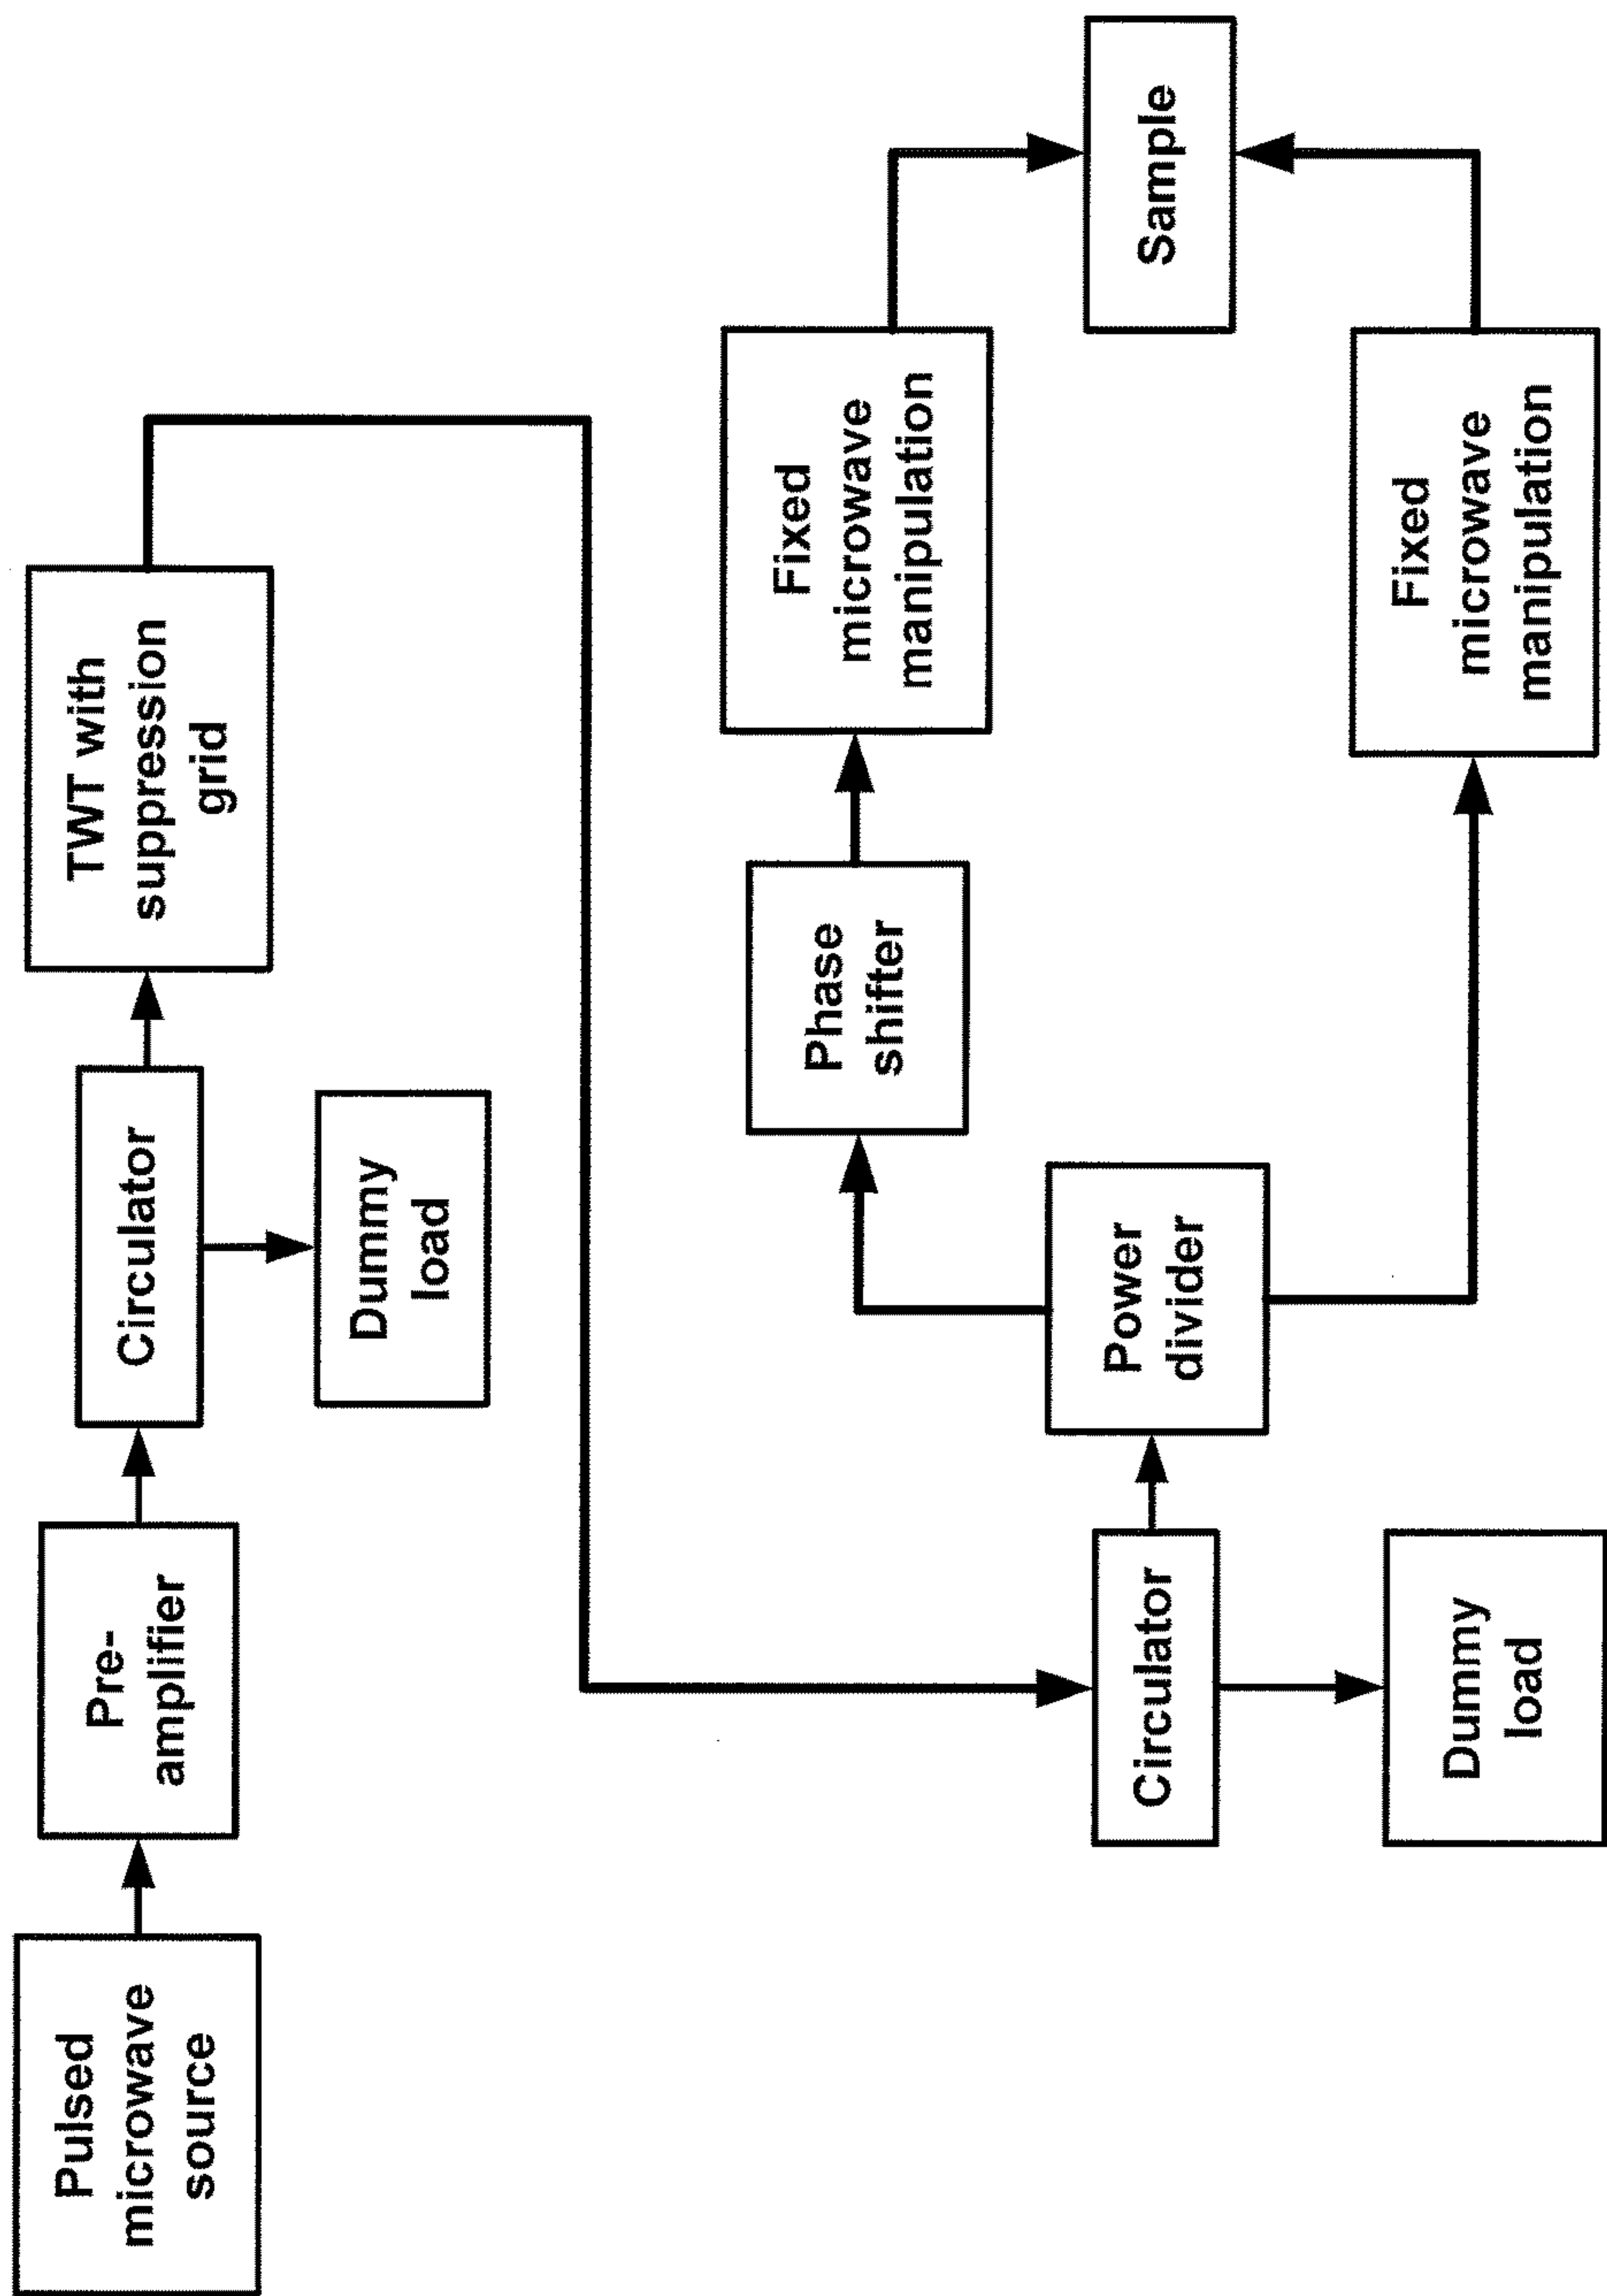 Pulsed
microwave
source
Pre-
amplifier
Circulator
Dummy
load
TWT with
suppression
grid
Circulator
Dummy
load
Power
divider
Phase
shifter
Fixed
microwave
manipulation
Fixed
microwave
manipulation
Sample